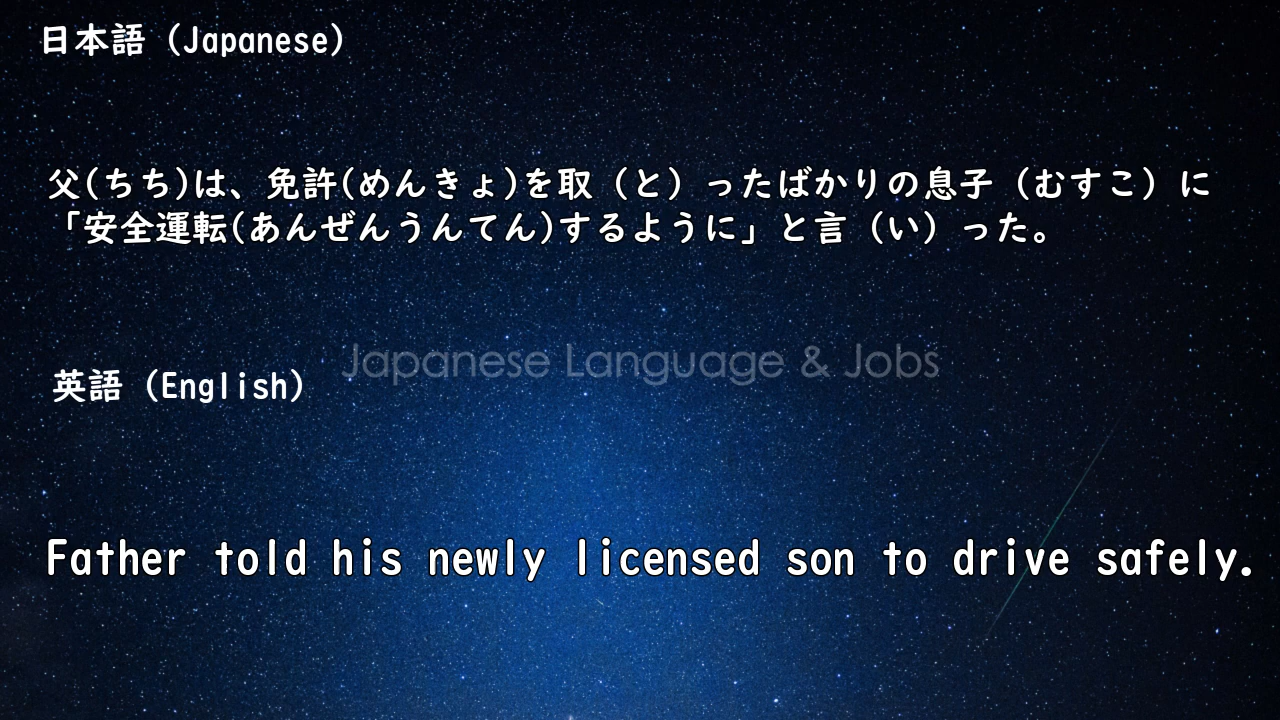 日本語（Japanese）
父(ちち)は、免許(めんきょ)を取（と）ったばかりの息子（むすこ）に
「安全運転(あんぜんうんてん)するように」と言（い）った。
Japanese Language & Jobs
英語（English）
Father told his newly licensed son to drive safely.